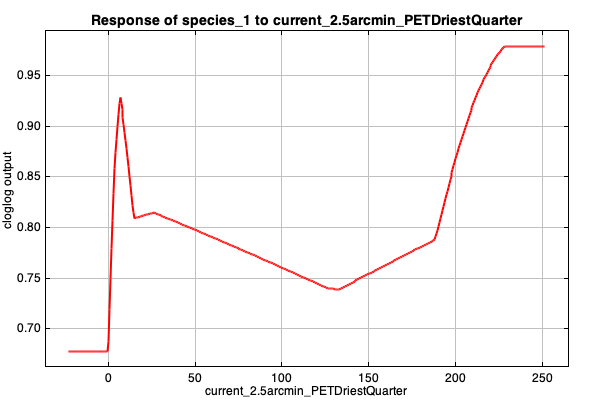 Response of species_1 to current_2.5arcmin_PETDriestQuarter
0.95
0.90
0.85
0.80
0.75
0.70
cloglog output
0 50 100 150 200 250
current_2.5arcmin_PETDriestQuarter